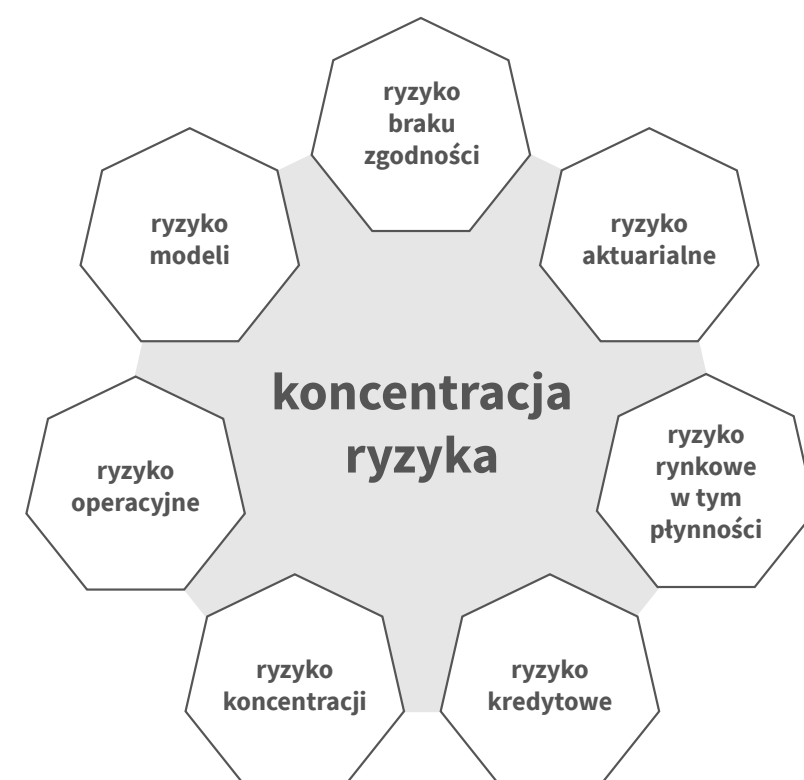 ryzyko
braku
zgodności
ryzyko
modeli
ryzyko
aktuarialne
koncentracja
ryzyka
ryzyko
rynkowe
w tym
płynności
ryzyko
operacyjne
ryzyko
koncentracji
ryzyko
kredytowe